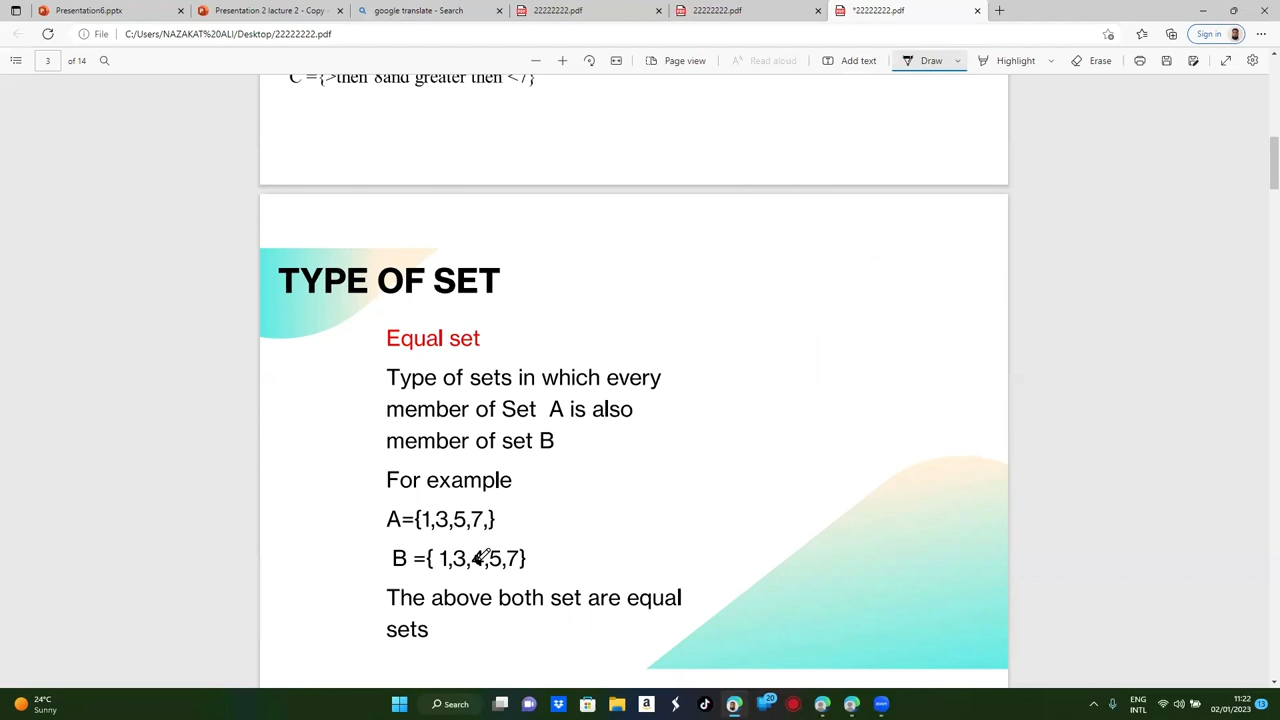 Presentation6.pptx
Presentation 2 lecture 2 - Copy
google translate - Search
22222222.pdf
22222222.pdf
*22222222.pdf
File
C:/Users/NAZAKAT%20ALI/Desktop/22222222.pdf
Sign in
3 of 14
Page view
Read aloud
Add text
Draw
Highlight
Erase
C ={>then 8and greater then <7}
TYPE OF SET
Equal set
Type of sets in which every
member of Set A is also
member of set B
For example
A={1,3,5,7,}
B ={ 1,3,4,5,7}
The above both set are equal
sets
24°C
Sunny
Search
20
ENG
INTL
11:22
02/01/2023
13